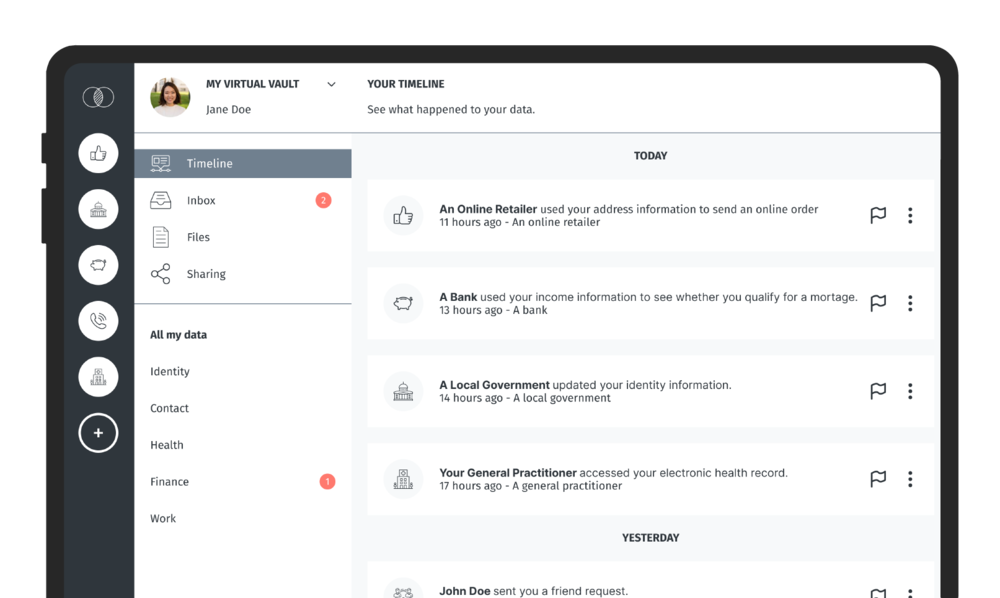 MY VIRTUAL VAULT
Jane Doe
YOUR TIMELINE
See what happened to your data.
Timeline
Inbox
2
Files
Sharing
All my data
Identity
Contact
Health
Finance
1
Work
+
TODAY
An Online Retailer used your address information to send an online order
11 hours ago - An online retailer
A Bank used your income information to see whether you qualify for a mortage.
13 hours ago - A bank
A Local Government updated your identity information.
14 hours ago - A local government
Your General Practitioner accessed your electronic health record.
17 hours ago - A general practitioner
YESTERDAY
John Doe sent you a friend request.